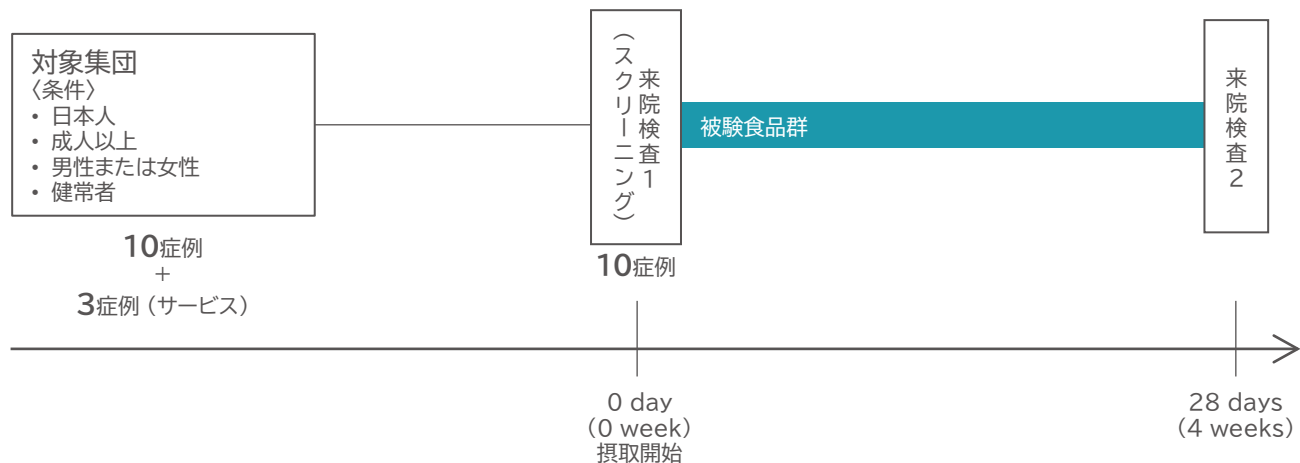 対象集団
〈条件〉
• 日本人
• 成人以上
• 男性または女性
• 健常者
10症例
+
3症例（サービス）
来院検査1
（スクリーニング）
10症例
被験食品群
来院検査2
0 day
(0 week)
摂取開始
28 days
(4 weeks)